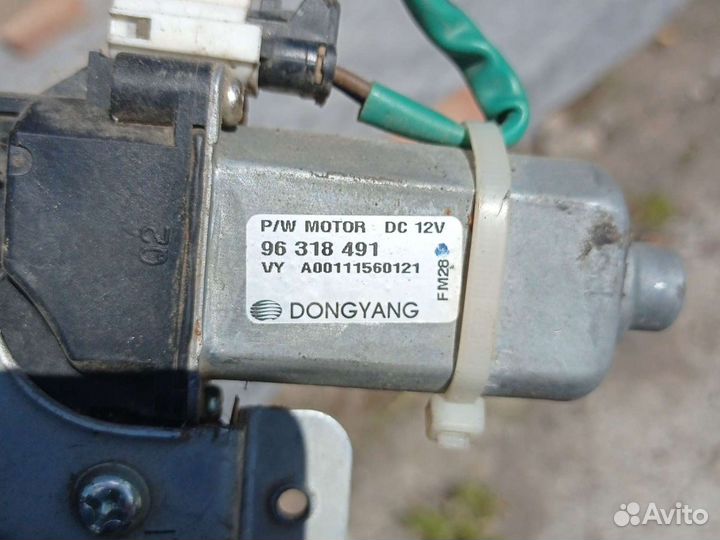 P/W MOTOR DC 12V
96 318 491
VY A00111560121
FM28
DONGYANG
02
Avito